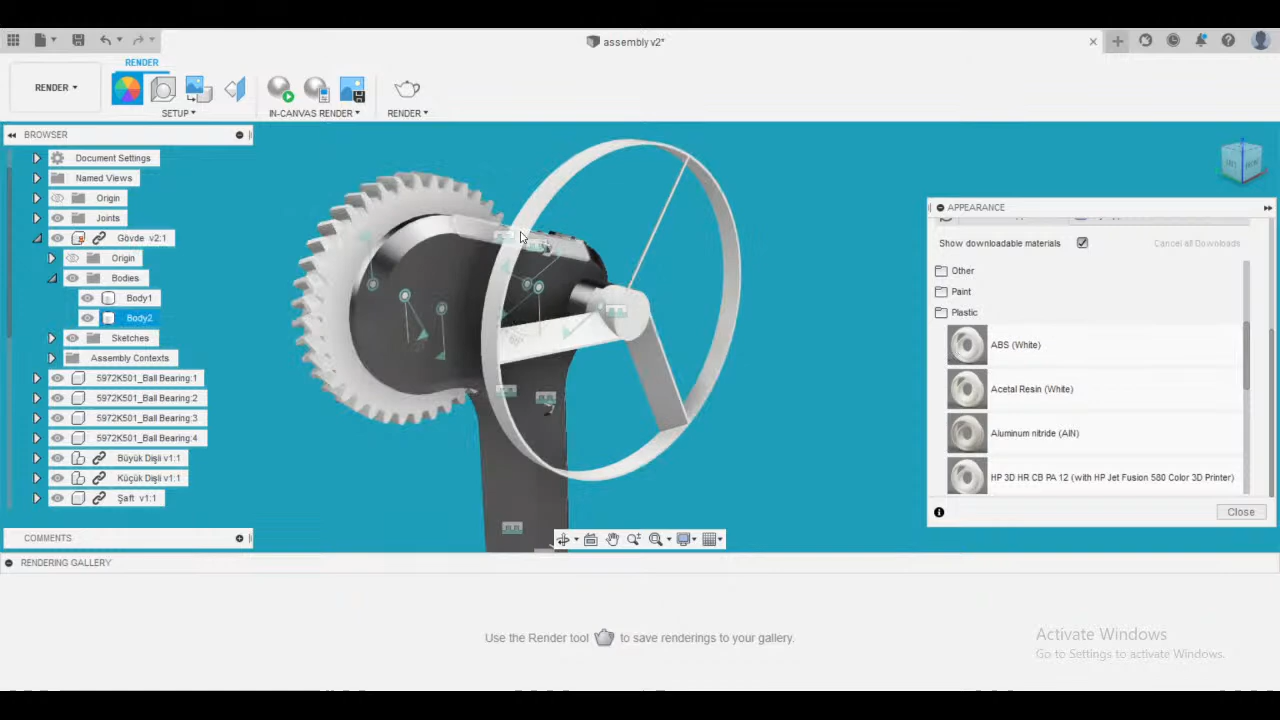 assembly v2*
RENDER
RENDER
SETUP
IN-CANVAS RENDER
RENDER
BROWSER
Document Settings
Named Views
Origin
Joints
Gövde v2:1
Origin
Bodies
Body1
Body2
Sketches
Assembly Contexts
5972K501_Ball Bearing:1
5972K501_Ball Bearing:2
5972K501_Ball Bearing:3
5972K501_Ball Bearing:4
Büyük Dişli v1:1
Küçük Dişli v1:1
Şaft v1:1
COMMENTS
APPEARANCE
Show downloadable materials
Cancel all Downloads
Other
Paint
Plastic
ABS (White)
Acetal Resin (White)
Aluminum nitride (AlN)
HP 3D HR CB PA 12 (with HP Jet Fusion 580 Color 3D Printer)
Close
RENDERING GALLERY
Use the Render tool to save renderings to your gallery.
Activate Windows
Go to Settings to activate Windows.